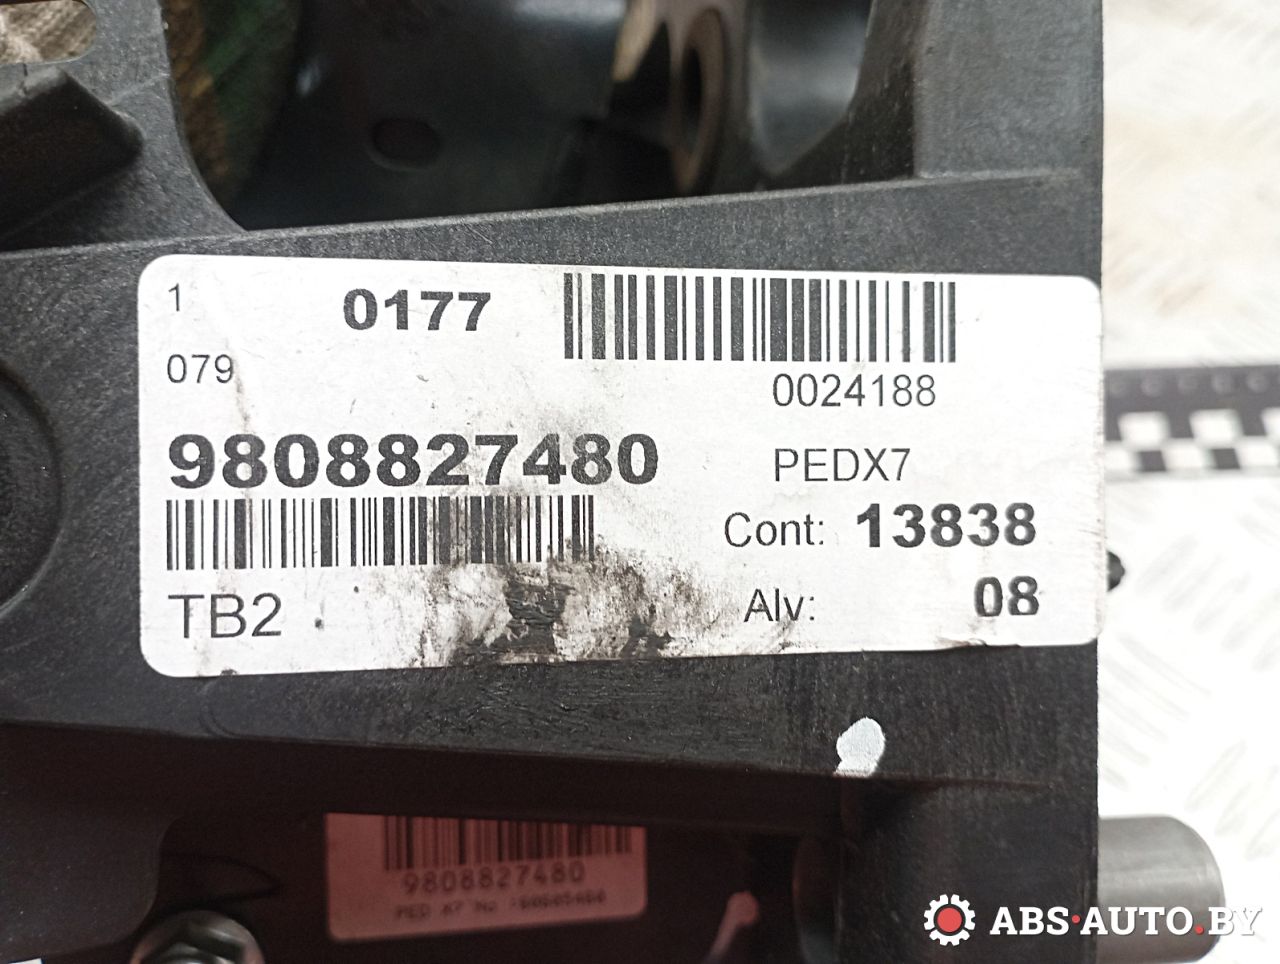 1 0177
079 0024188
9808827480 PEDX7
Cont: 13838
TB2 Alv: 08
9808827480
ABS-AUTO.BY